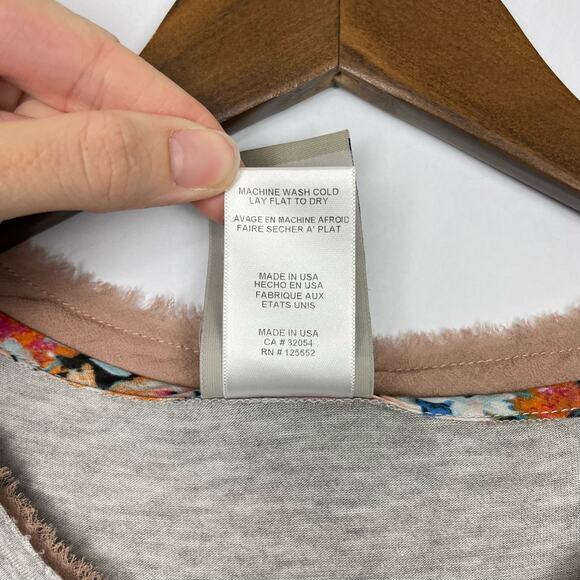 MACHINE WASH COLD
LAY FLAT TO DRY
LAVAGE EN MACHINE AFROID
FAIRE SECHER A' PLAT
MADE IN USA
HECHO EN USA
FABRIQUE AUX
ETATS UNIS
MADE IN USA
CA # 32054
RN # 125552